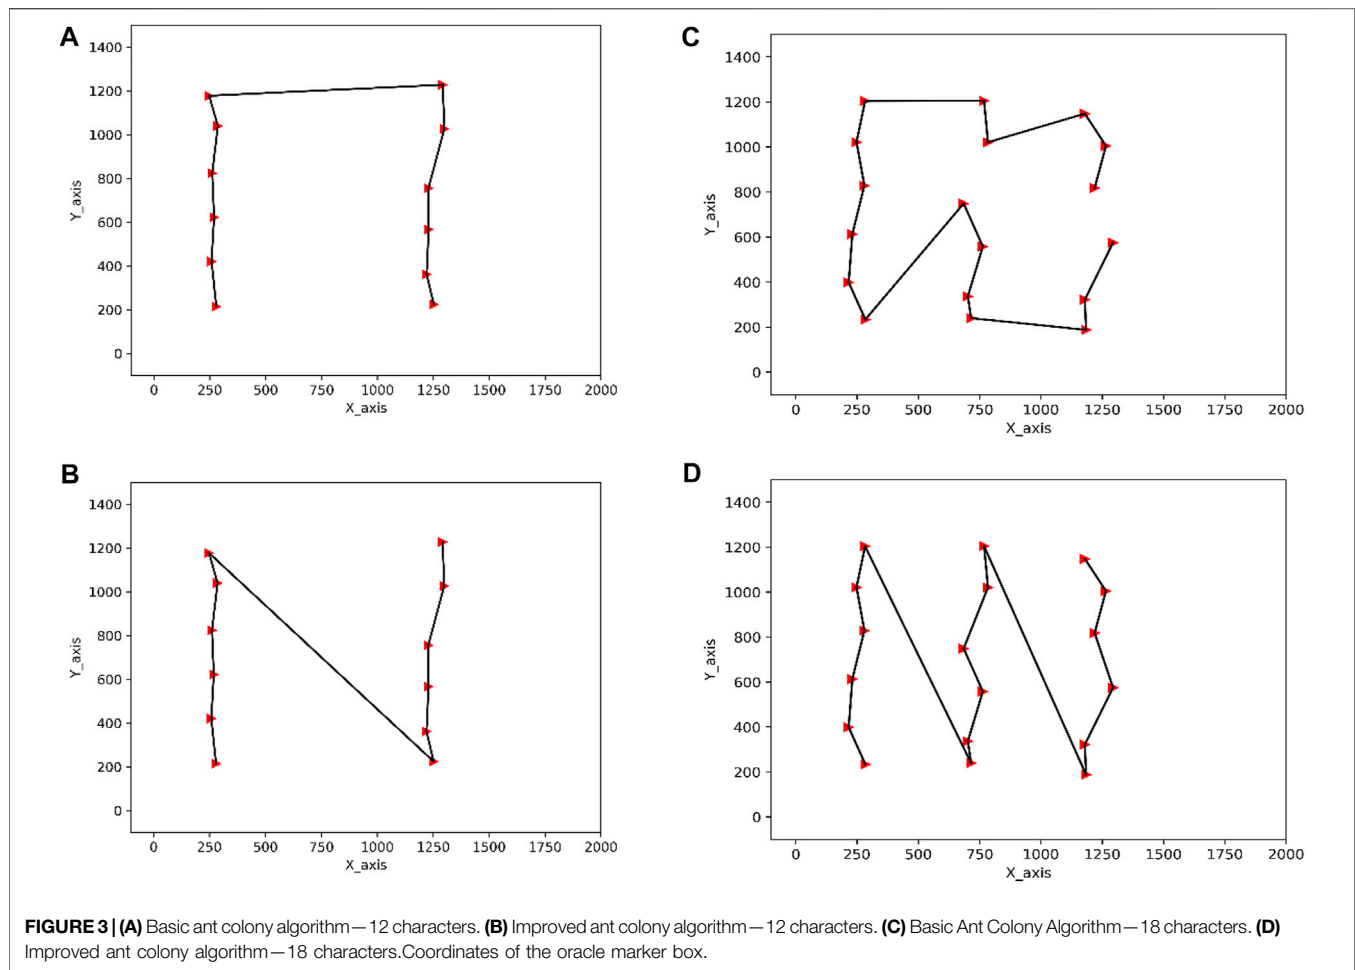 A
1400
1200
1000
800
600
400
200
0
Y_axis
0 250 500 750 1000 1250 1500 1750 2000
X_axis
C
1400
1200
1000
800
600
400
200
0
Y_axis
0 250 500 750 1000 1250 1500 1750 2000
X_axis
B
1400
1200
1000
800
600
400
200
0
Y_axis
0 250 500 750 1000 1250 1500 1750 2000
X_axis
D
1400
1200
1000
800
600
400
200
0
Y_axis
0 250 500 750 1000 1250 1500 1750 2000
X_axis
FIGURE 3 | (A) Basic ant colony algorithm—12 characters. (B) Improved ant colony algorithm—12 characters. (C) Basic Ant Colony Algorithm—18 characters. (D)
Improved ant colony algorithm—18 characters.Coordinates of the oracle marker box.